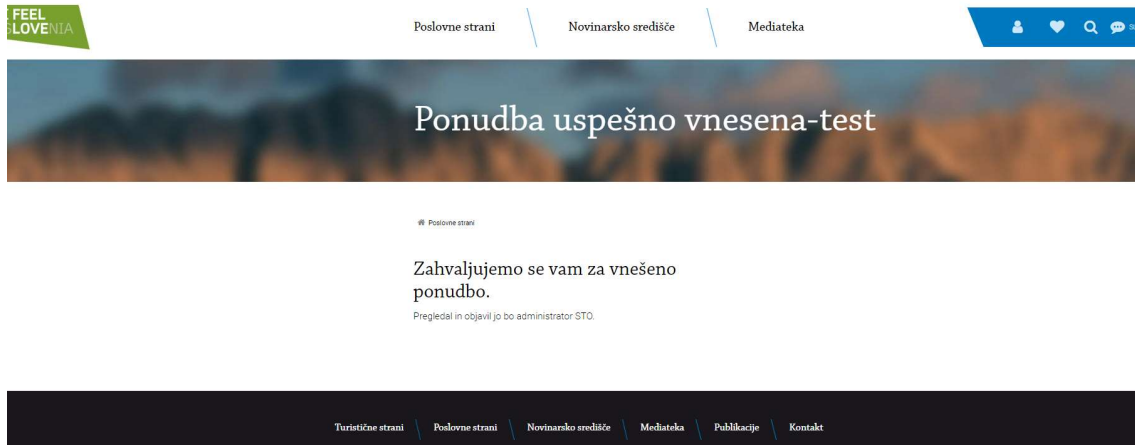 FEEL
SLOVENIA
Poslovne strani
Novinarsko središče
Mediateka
Ponudba uspešno vnesena-test
Poslovne strani
Zahvaljujemo se vam za vnešeno
ponudbo.
Pregledal in objavil jo bo administrator STO.
Turistične strani
Poslovne strani
Novinarsko središče
Mediateka
Publikacije
Kontakt